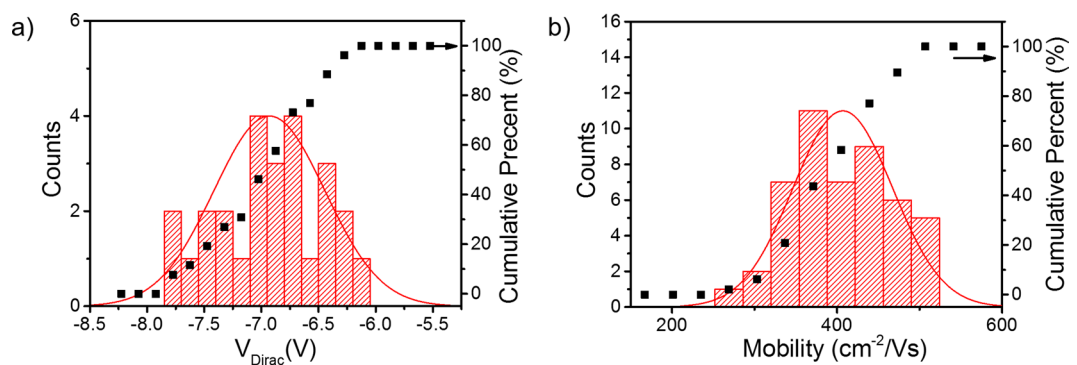 a)
Counts
6
4
2
0
-8.5 -8.0 -7.5 -7.0 -6.5 -6.0 -5.5
V_Dirac(V)
100
80
60
40
20
0
Cumulative Precent (%)
b)
Counts
16
14
12
10
8
6
4
2
0
200 400 600
Mobility (cm⁻²/Vs)
100
80
60
40
20
0
Cumulative Percent (%)